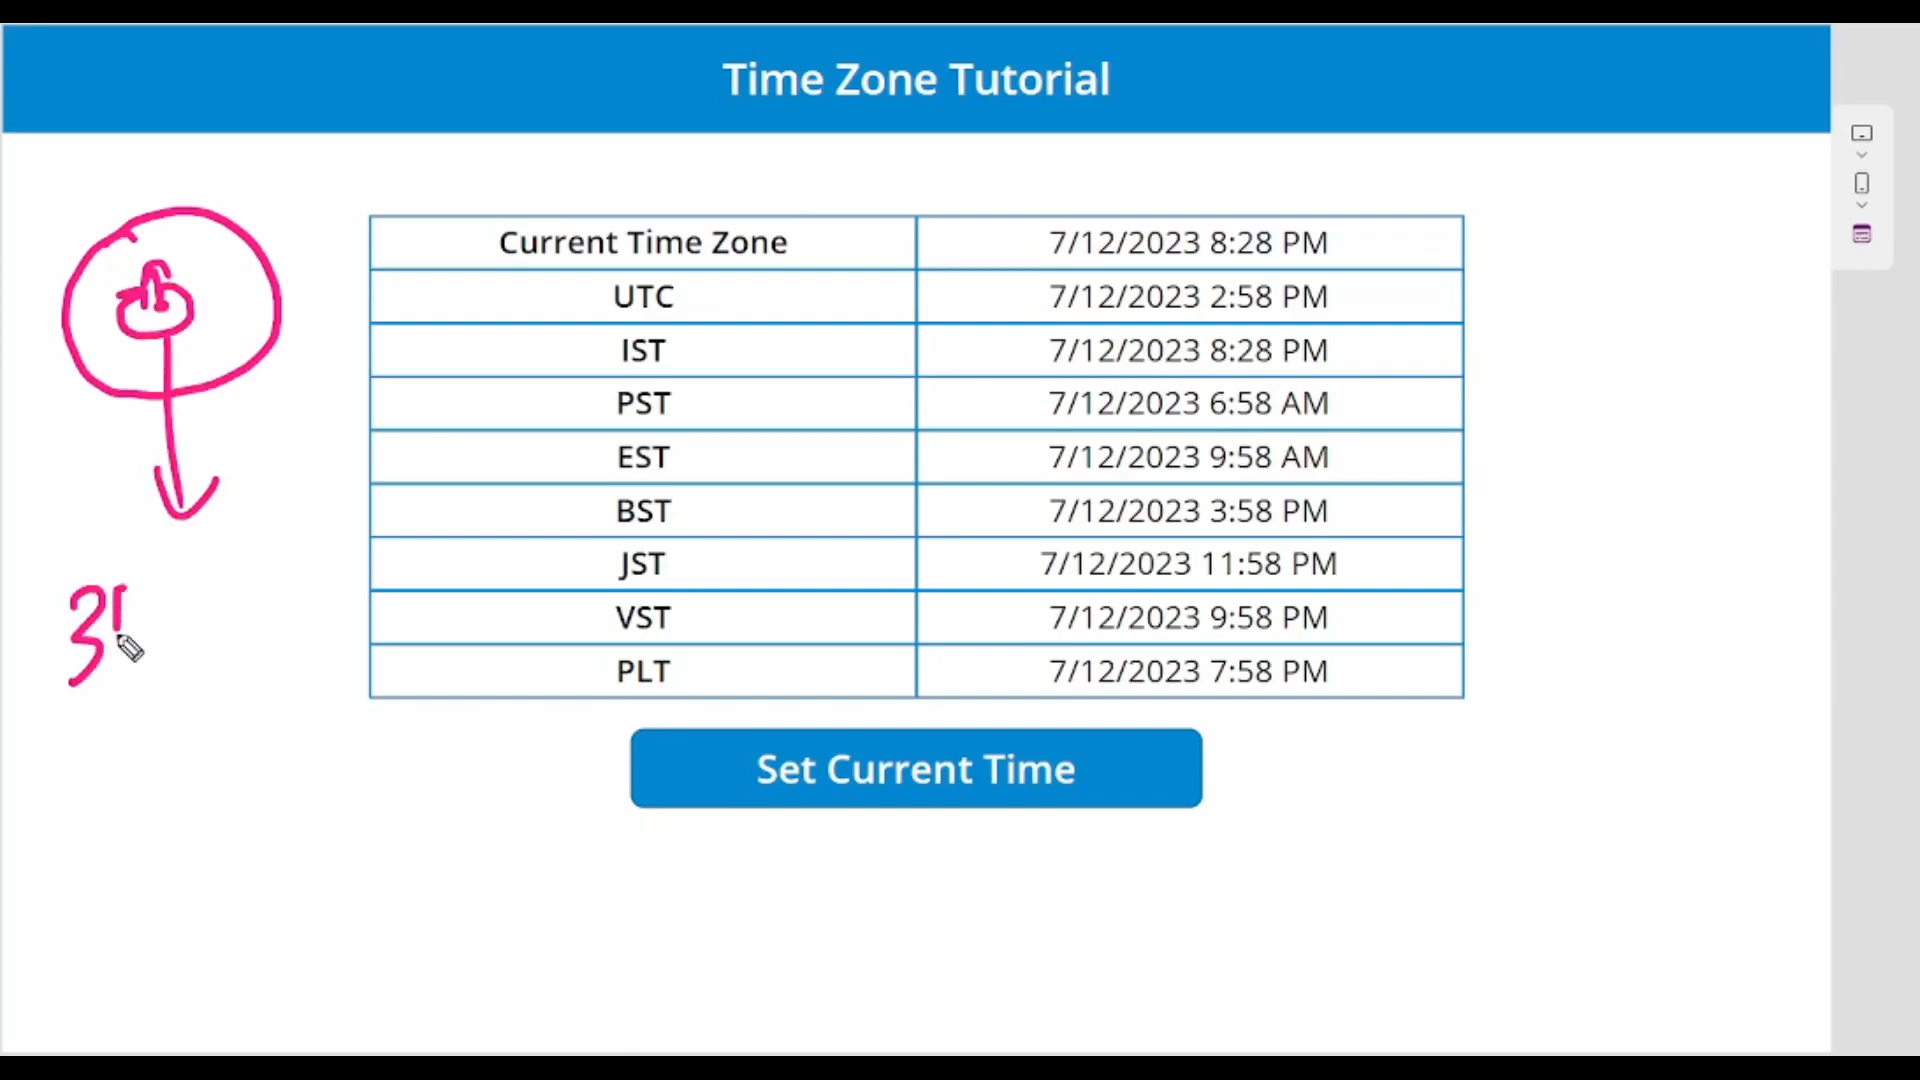 Time Zone Tutorial
Current Time Zone 7/12/2023 8:28 PM
UTC 7/12/2023 2:58 PM
IST 7/12/2023 8:28 PM
PST 7/12/2023 6:58 AM
EST 7/12/2023 9:58 AM
BST 7/12/2023 3:58 PM
JST 7/12/2023 11:58 PM
VST 7/12/2023 9:58 PM
PLT 7/12/2023 7:58 PM
Set Current Time